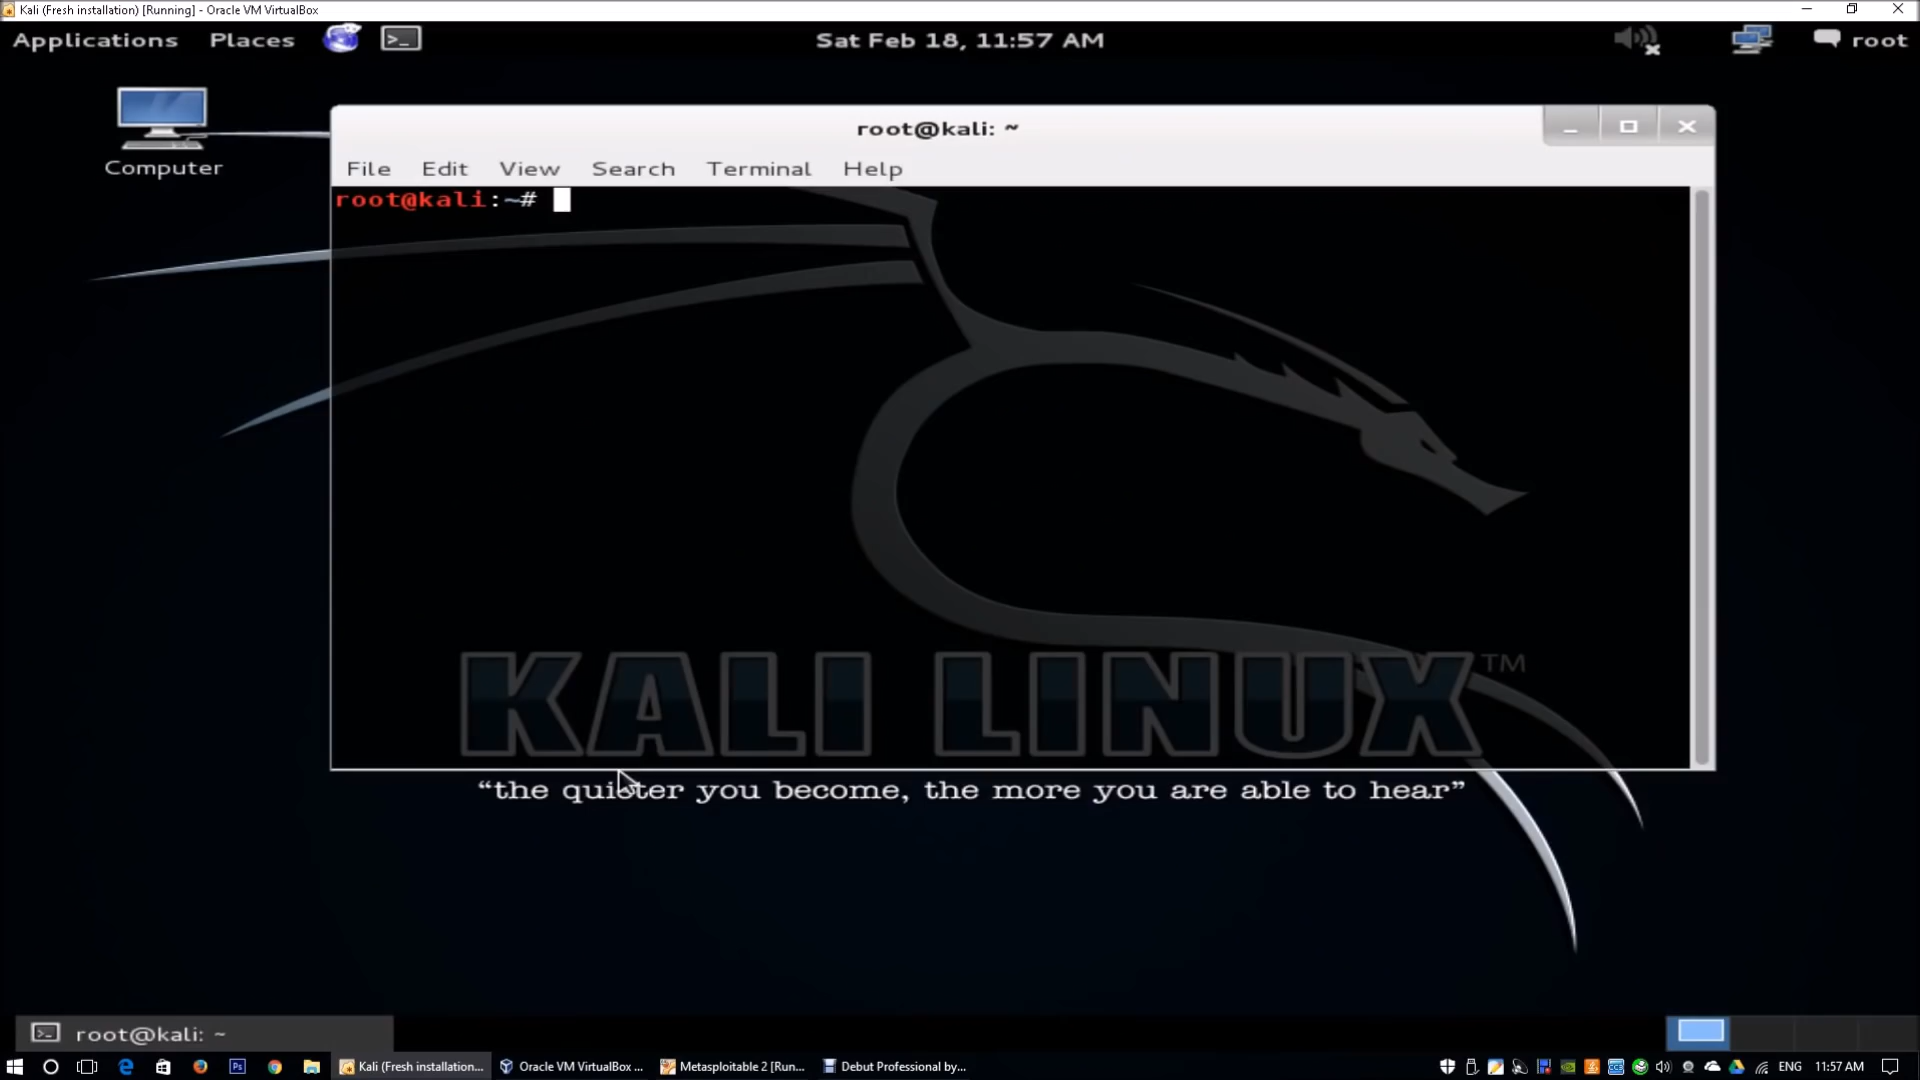 Kali (Fresh installation) [Running] - Oracle VM VirtualBox
Applications Places Sat Feb 18, 11:57 AM root
Computer
root@kali: ~
File Edit View Search Terminal Help
root@kali:~#
KALI LINUX™
“the quieter you become, the more you are able to hear”
root@kali: ~
Kali (Fresh installation... Oracle VM VirtualBox ... Metasploitable 2 [Run... Debut Professional by... ENG 11:57 AM